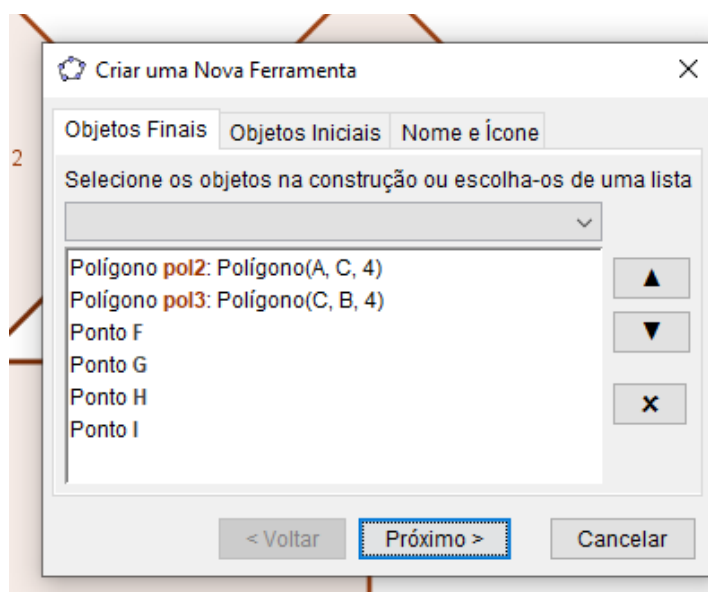 Criar uma Nova Ferramenta
Objetos Finais Objetos Iniciais Nome e Ícone
2
Selecione os objetos na construção ou escolha-os de uma lista
Polígono pol2: Polígono(A, C, 4)
Polígono pol3: Polígono(C, B, 4)
Ponto F
Ponto G
Ponto H
Ponto I
< Voltar Próximo > Cancelar